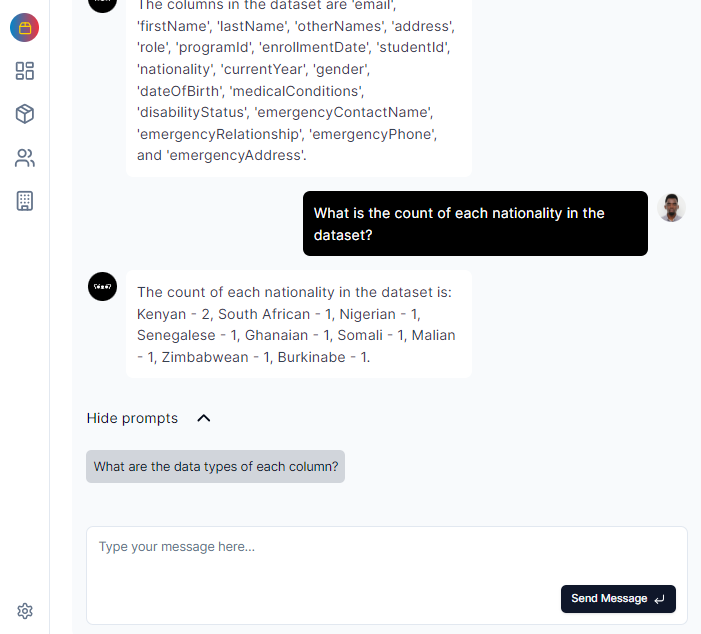 The columns in the dataset are 'email',
'firstName', 'lastName', 'otherNames', 'address',
'role', 'programId', 'enrollmentDate', 'studentId',
'nationality', 'currentYear', 'gender',
'dateOfBirth', 'medicalConditions',
'disabilityStatus', 'emergencyContactName',
'emergencyRelationship', 'emergencyPhone',
and 'emergencyAddress'.
What is the count of each nationality in the
dataset?
The count of each nationality in the dataset is:
Kenyan - 2, South African - 1, Nigerian - 1,
Senegalese - 1, Ghanaian - 1, Somali - 1, Malian
- 1, Zimbabwean - 1, Burkinabe - 1.
Hide prompts
What are the data types of each column?
Type your message here...
Send Message